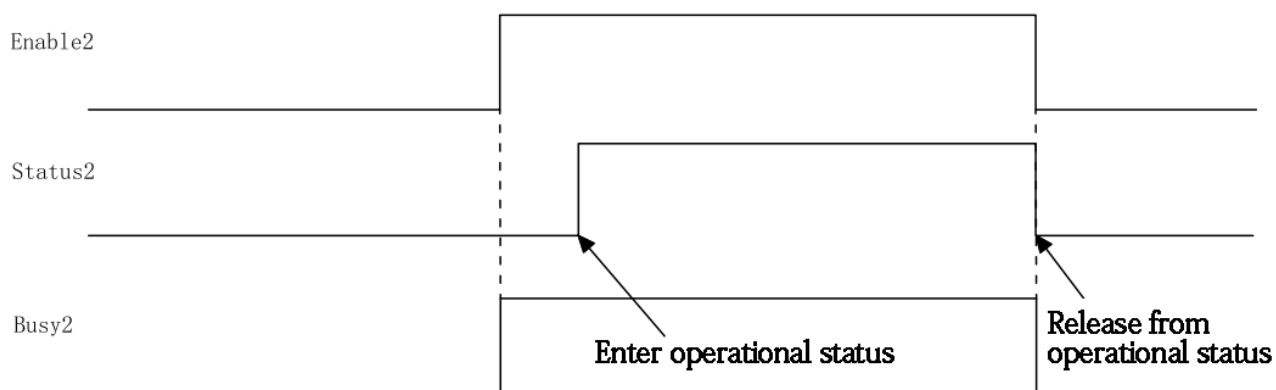 Enable2
Status2
Busy2
Enter operational status
Release from
operational status